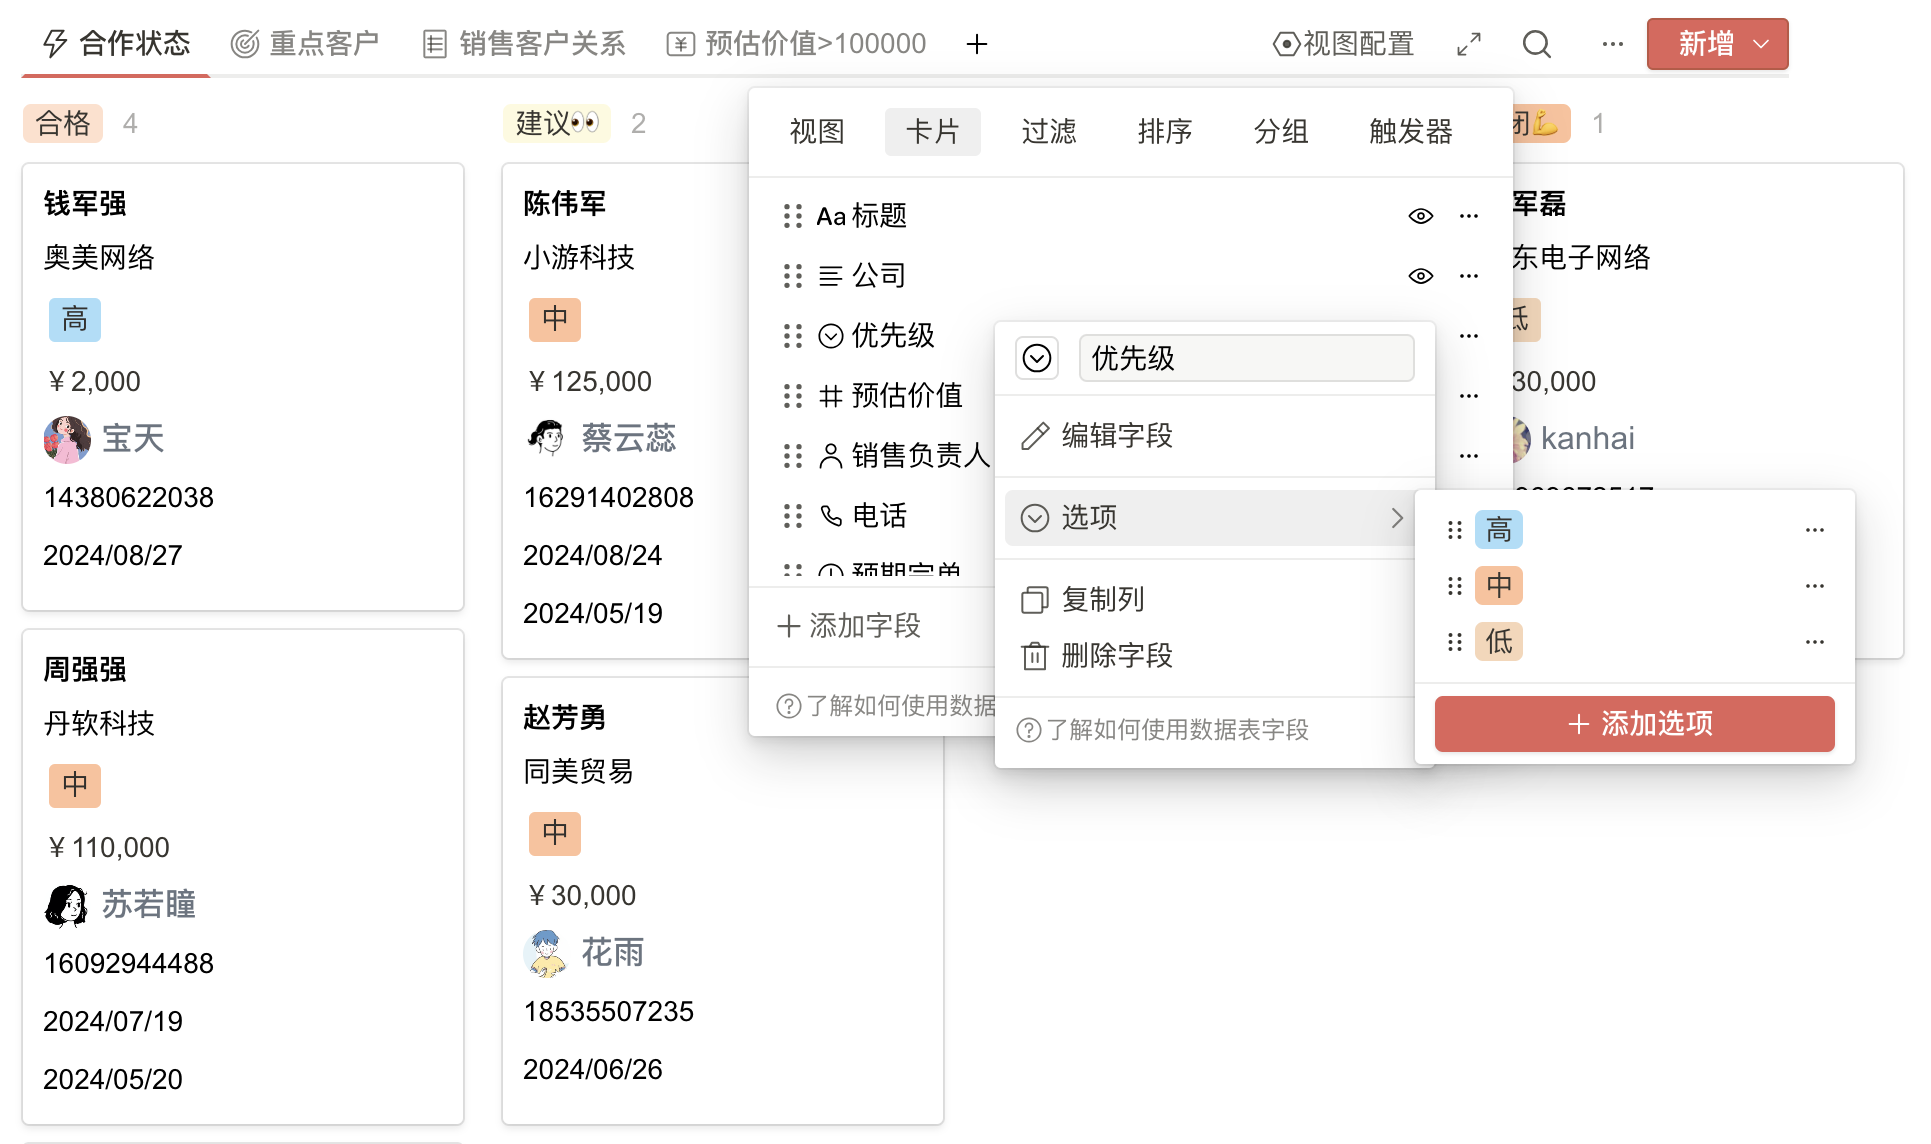 合作状态 重点客户 销售客户关系 预估价值>100000 视图配置 新增
合格 4
钱军强
奥美网络
高
¥2,000
宝天
14380622038
2024/08/27
周强强
丹软科技
中
¥110,000
苏若瞳
16092944488
2024/07/19
2024/05/20
建议👀 2
陈伟军
小游科技
中
¥125,000
蔡云蕊
16291402808
2024/08/24
2024/05/19
赵芳勇
同美贸易
中
¥30,000
花雨
18535507235
2024/06/26
视图 卡片 过滤 排序 分组 触发器
Aa 标题
公司
优先级
预估价值
销售负责人
电话
预期完单
添加字段
了解如何使用数据
优先级
编辑字段
选项
复制列
删除字段
了解如何使用数据表字段
高
中
低
添加选项
闭💪 1
军磊
东电子网络
低
30,000
kanhai